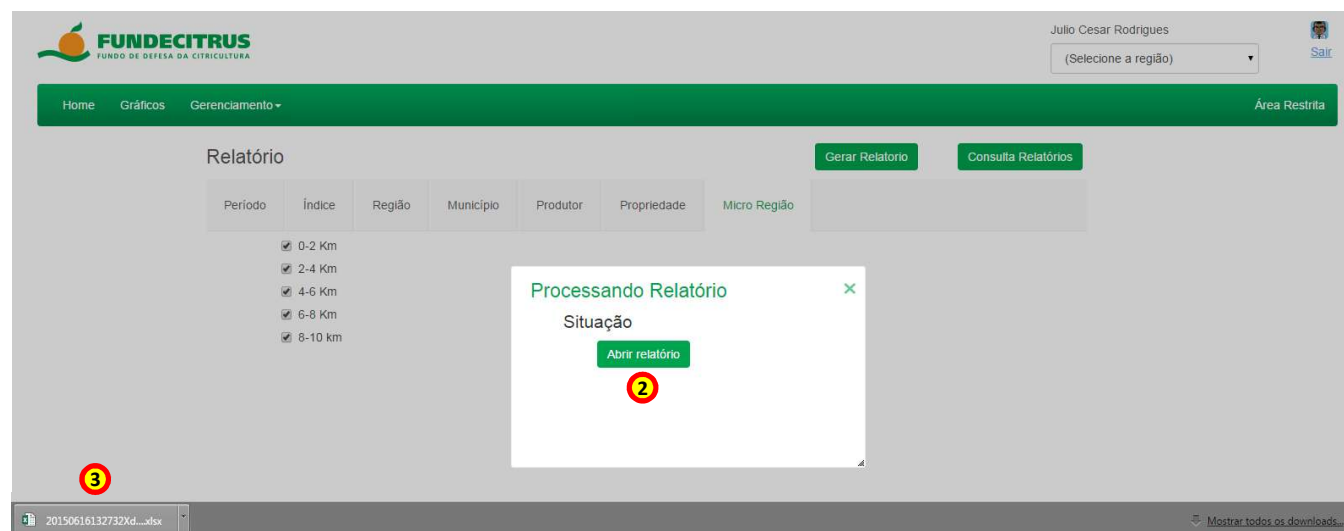 FUNDECITRUS
FUNDO DE DEFESA DA CITRICULTURA
Julio Cesar Rodrigues
(Selecione a região)
Sair
Home Gráficos Gerenciamento
Área Restrita
Relatório
Gerar Relatorio
Consulta Relatórios
Período Índice Região Município Produtor Propriedade Micro Região
0-2 Km
2-4 Km
4-6 Km
6-8 Km
8-10 km
Processando Relatório
×
Situação
Abrir relatório
2
3
20150616132732Xd....xlsx
Mostrar todos os downloads...